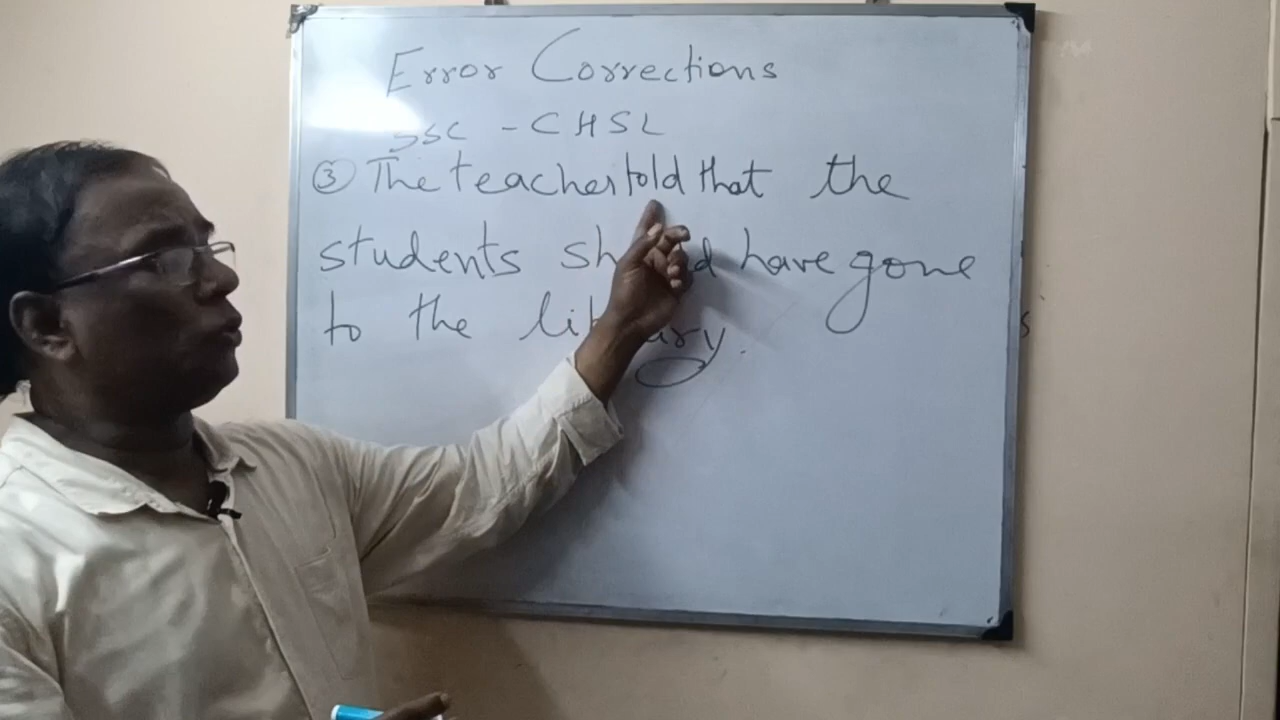 Error Corrections
SSC - CHSL
③ The teacher told that the
students have gone
to the